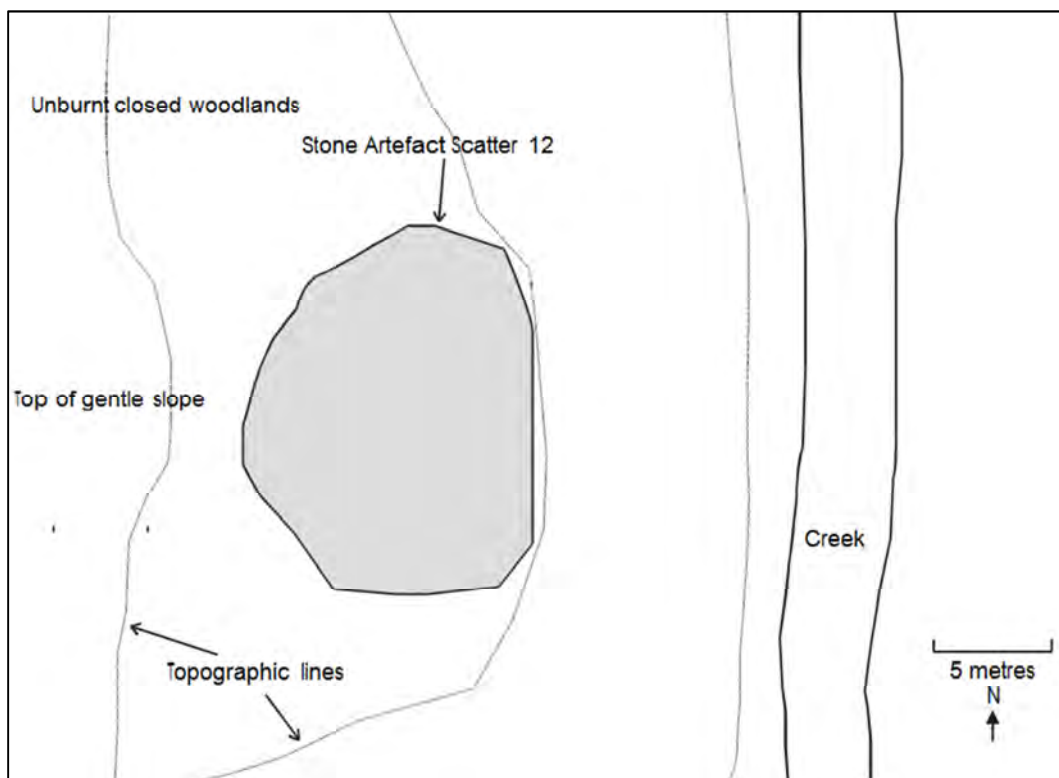 Unburnt closed woodlands
Stone Artefact Scatter 12
Top of gentle slope
Creek
Topographic lines
5 metres
N